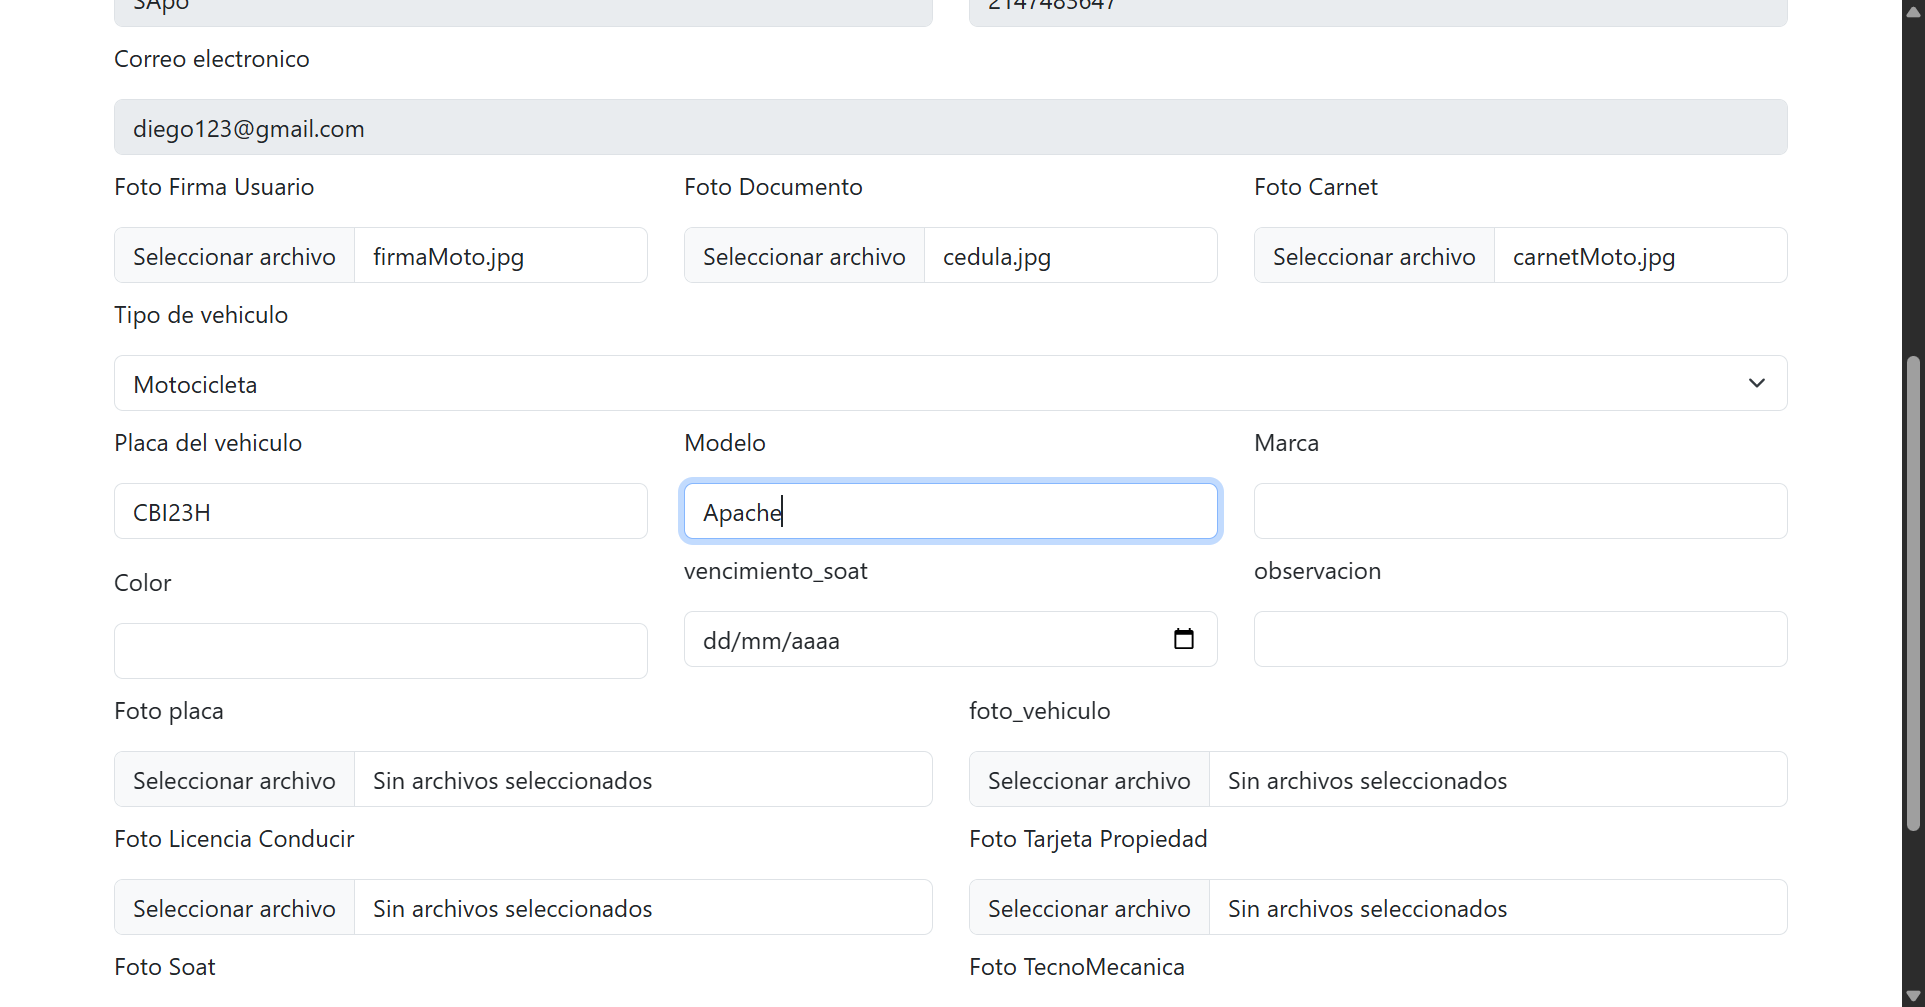 SApo 2147483647
Correo electronico
diego123@gmail.com
Foto Firma Usuario Foto Documento Foto Carnet
Seleccionar archivo firmaMoto.jpg Seleccionar archivo cedula.jpg Seleccionar archivo carnetMoto.jpg
Tipo de vehiculo
Motocicleta
Placa del vehiculo Modelo Marca
CBI23H Apache
Color vencimiento_soat observacion
dd/mm/aaaa
Foto placa foto_vehiculo
Seleccionar archivo Sin archivos seleccionados Seleccionar archivo Sin archivos seleccionados
Foto Licencia Conducir Foto Tarjeta Propiedad
Seleccionar archivo Sin archivos seleccionados Seleccionar archivo Sin archivos seleccionados
Foto Soat Foto TecnoMecanica